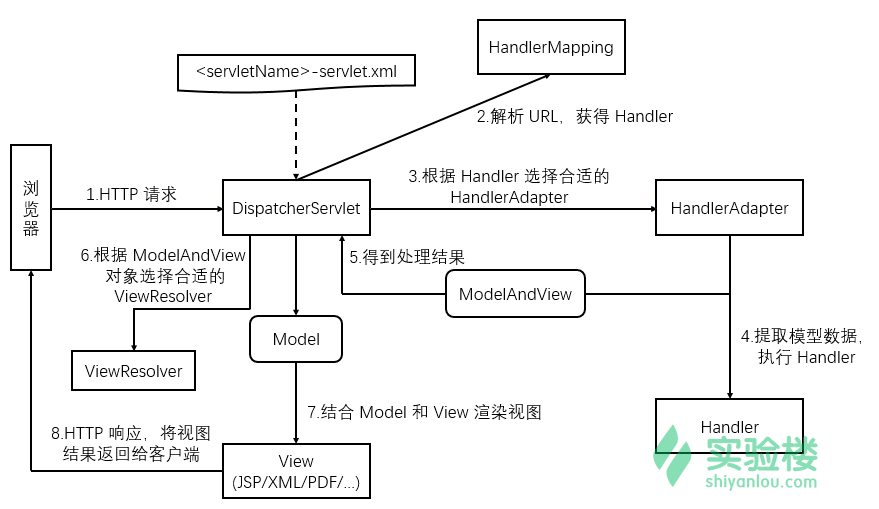 HandlerMapping
<servletName>-servlet.xml
2.解析 URL，获得 Handler
浏
览
器
1.HTTP 请求
DispatcherServlet
3.根据 Handler 选择合适的
HandlerAdapter
HandlerAdapter
6.根据 ModelAndView
对象选择合适的
ViewResolver
5.得到处理结果
ModelAndView
Model
4.提取模型数据，
执行 Handler
ViewResolver
7.结合 Model 和 View 渲染视图
8.HTTP 响应，将视图
结果返回给客户端
View
(JSP/XML/PDF/...)
Handler
实验楼
shiyanlou.com